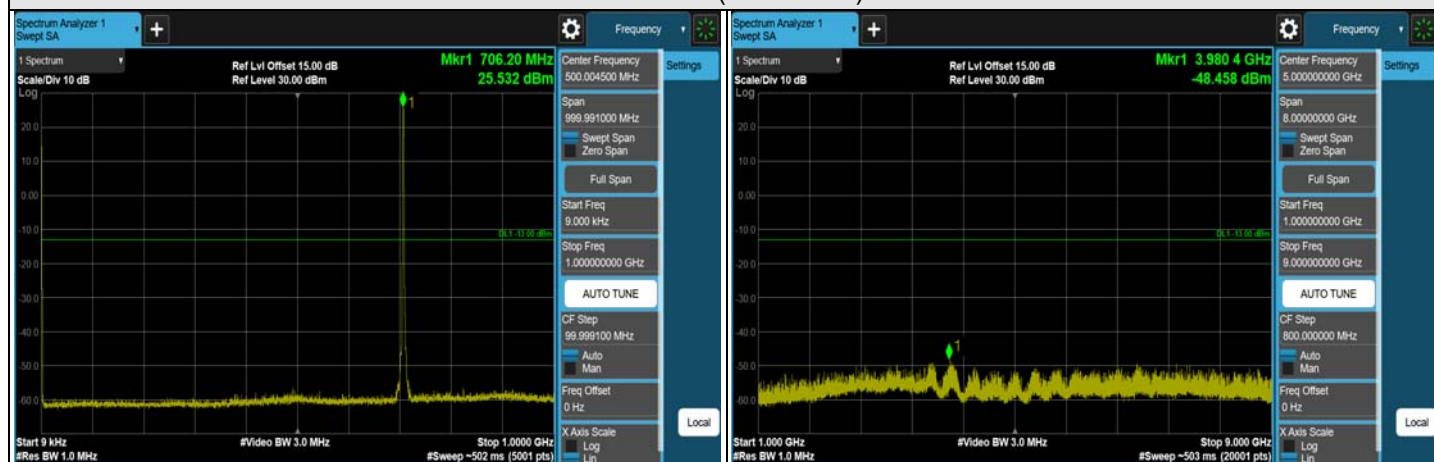 Spectrum Analyzer 1
Swept SA
+
Frequency
1 Spectrum
Scale/Div 10 dB
Log
Ref Lvl Offset 15.00 dB
Ref Level 30.00 dBm
Mkr1 706.20 MHz
25.532 dBm
1
20.0
10.0
0.00
-10.0
-20.0
-30.0
-40.0
-50.0
-60.0
DL1 -13.00 dBm
Start 9 kHz
#Res BW 1.0 MHz
#Video BW 3.0 MHz
Stop 1.0000 GHz
#Sweep ~502 ms (5001 pts)
Center Frequency
500.004500 MHz
Span
999.991000 MHz
Swept Span
Zero Span
Full Span
Start Freq
9.000 kHz
Stop Freq
1.000000000 GHz
AUTO TUNE
CF Step
99.999100 MHz
Auto
Man
Freq Offset
0 Hz
X Axis Scale
Log
Lin
Settings
Local
Spectrum Analyzer 1
Swept SA
+
Frequency
1 Spectrum
Scale/Div 10 dB
Log
Ref Lvl Offset 15.00 dB
Ref Level 30.00 dBm
Mkr1 3.980 4 GHz
-48.458 dBm
1
20.0
10.0
0.00
-10.0
-20.0
-30.0
-40.0
-50.0
-60.0
DL1 -13.00 dBm
Start 1.000 GHz
#Res BW 1.0 MHz
#Video BW 3.0 MHz
Stop 9.000 GHz
#Sweep ~503 ms (20001 pts)
Center Frequency
5.000000000 GHz
Span
8.00000000 GHz
Swept Span
Zero Span
Full Span
Start Freq
1.000000000 GHz
Stop Freq
9.000000000 GHz
AUTO TUNE
CF Step
800.000000 MHz
Auto
Man
Freq Offset
0 Hz
X Axis Scale
Log
Lin
Settings
Local